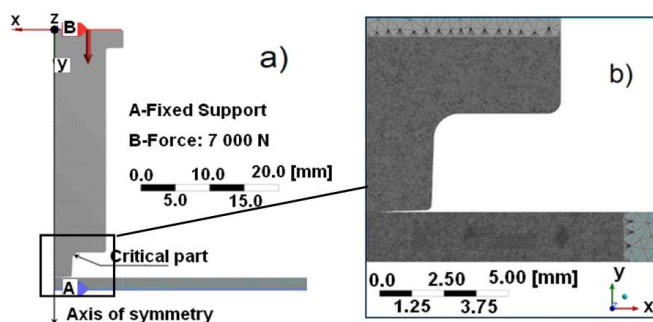 x
z
B
y
a)
A-Fixed Support
B-Force: 7 000 N
0.0 10.0 20.0 [mm]
5.0 15.0
Critical part
A
Axis of symmetry
b)
0.0 2.50 5.00 [mm]
1.25 3.75
y
z
x